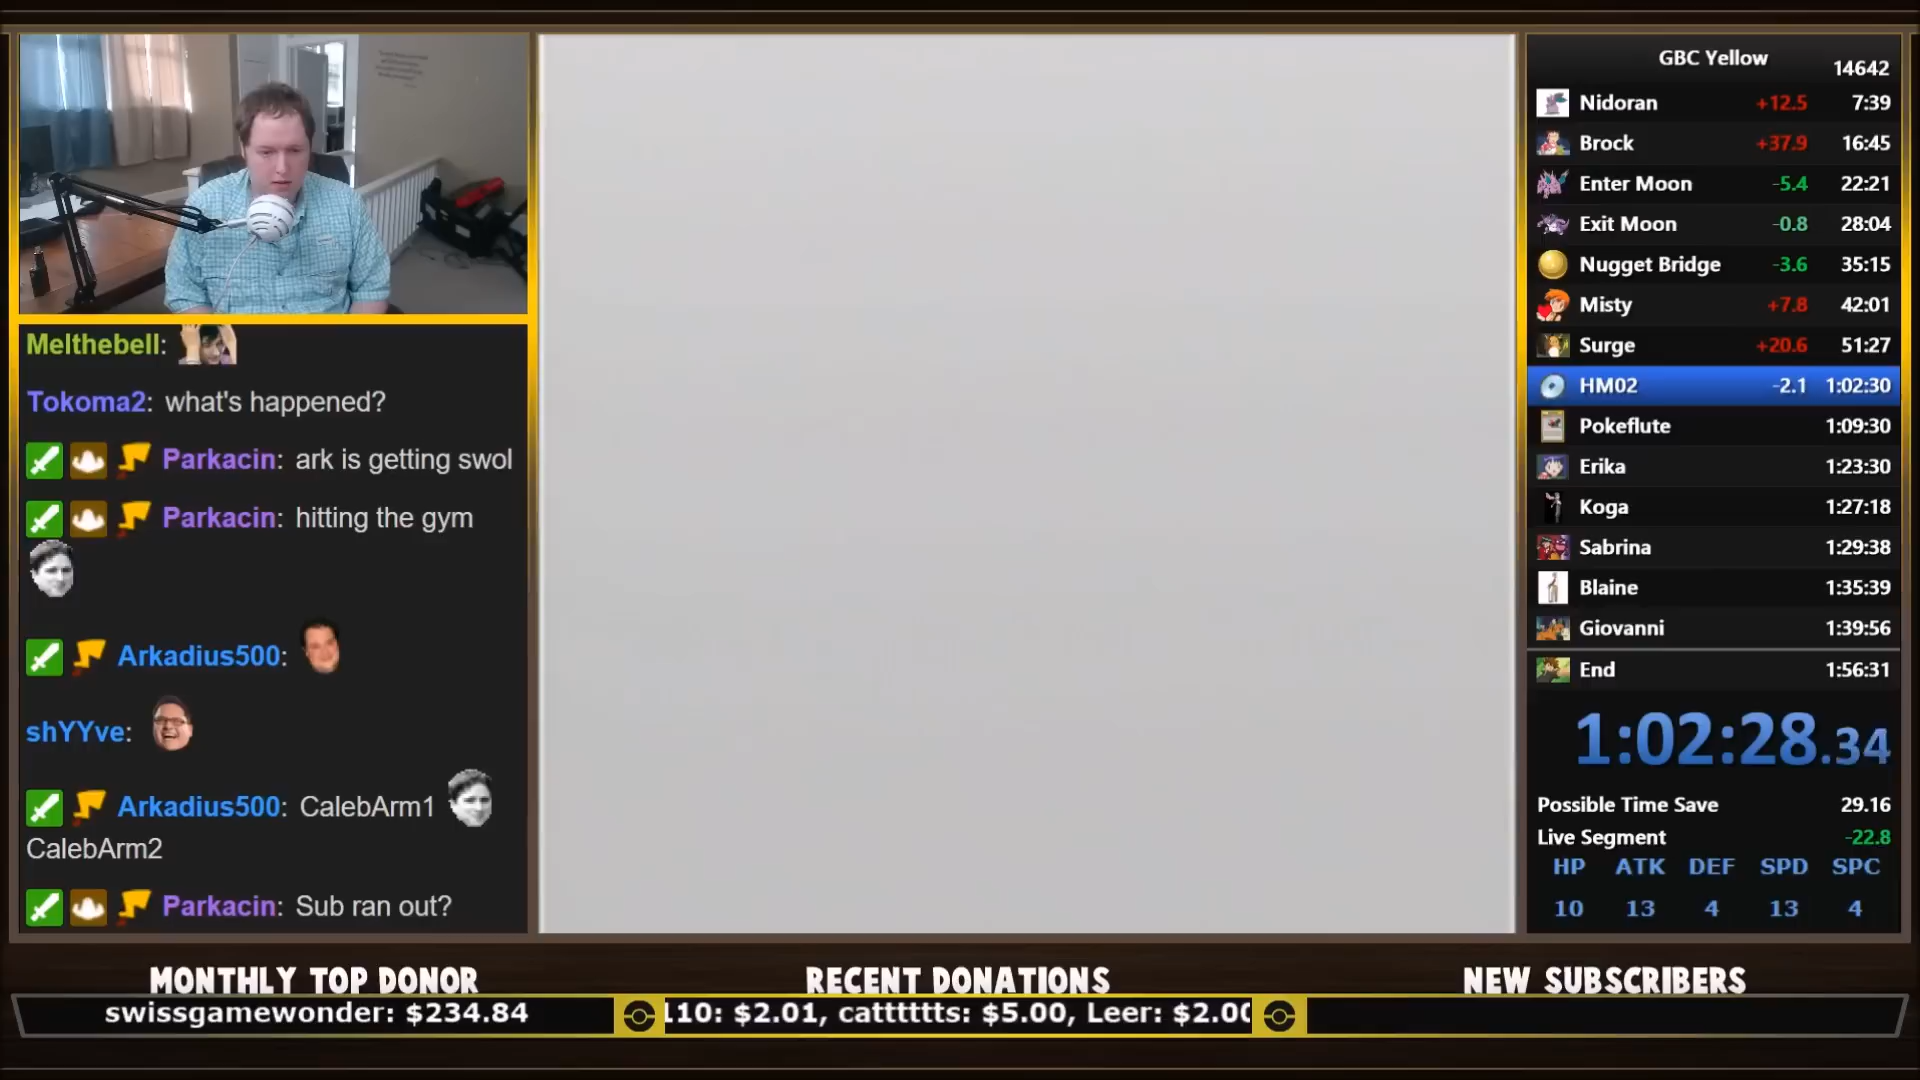 Melthebell:
Tokoma2: what's happened?
Parkacin: ark is getting swol
Parkacin: hitting the gym
Arkadius500:
shYYve:
Arkadius500: CalebArm1
CalebArm2
Parkacin: Sub ran out?
GBC Yellow
14642
Nidoran +12.5 7:39
Brock +37.9 16:45
Enter Moon -5.4 22:21
Exit Moon -0.8 28:04
Nugget Bridge -3.6 35:15
Misty +7.8 42:01
Surge +20.6 51:27
HM02 -2.1 1:02:30
Pokeflute 1:09:30
Erika 1:23:30
Koga 1:27:18
Sabrina 1:29:38
Blaine 1:35:39
Giovanni 1:39:56
End 1:56:31
1:02:28.34
Possible Time Save 29.16
Live Segment -22.8
HP ATK DEF SPD SPC
10 13 4 13 4
MONTHLY TOP DONOR RECENT DONATIONS NEW SUBSCRIBERS
swissgamewonder: $234.84 110: $2.01, catttttts: $5.00, Leer: $2.00